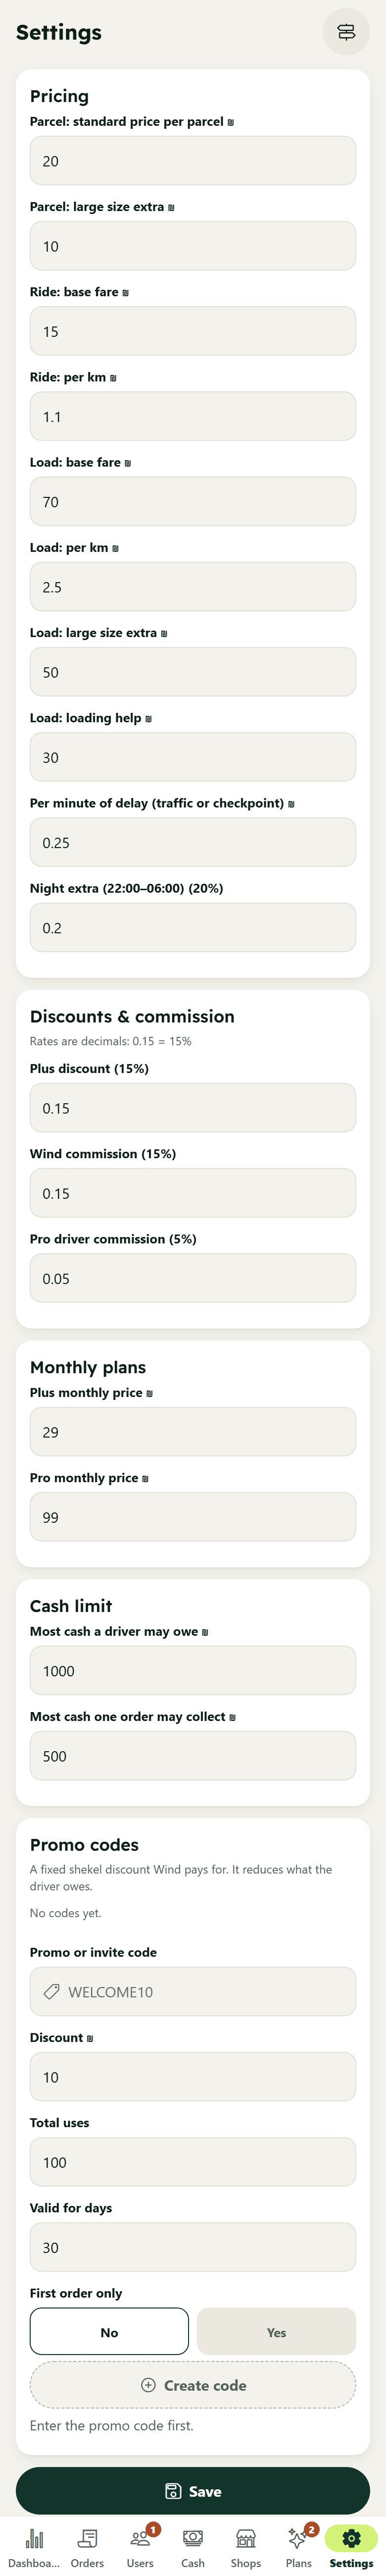 Settings
Pricing
Parcel: standard price per parcel ₪
20
Parcel: large size extra ₪
10
Ride: base fare ₪
15
Ride: per km ₪
1.1
Load: base fare ₪
70
Load: per km ₪
2.5
Load: large size extra ₪
50
Load: loading help ₪
30
Per minute of delay (traffic or checkpoint) ₪
0.25
Night extra (22:00–06:00) (20%)
0.2
Discounts & commission
Rates are decimals: 0.15 = 15%
Plus discount (15%)
0.15
Wind commission (15%)
0.15
Pro driver commission (5%)
0.05
Monthly plans
Plus monthly price ₪
29
Pro monthly price ₪
99
Cash limit
Most cash a driver may owe ₪
1000
Most cash one order may collect ₪
500
Promo codes
A fixed shekel discount Wind pays for. It reduces what the
driver owes.
No codes yet.
Promo or invite code
WELCOME10
Discount ₪
10
Total uses
100
Valid for days
30
First order only
No Yes
Create code
Enter the promo code first.
Save
1 2
Dashboa... Orders Users Cash Shops Plans Settings